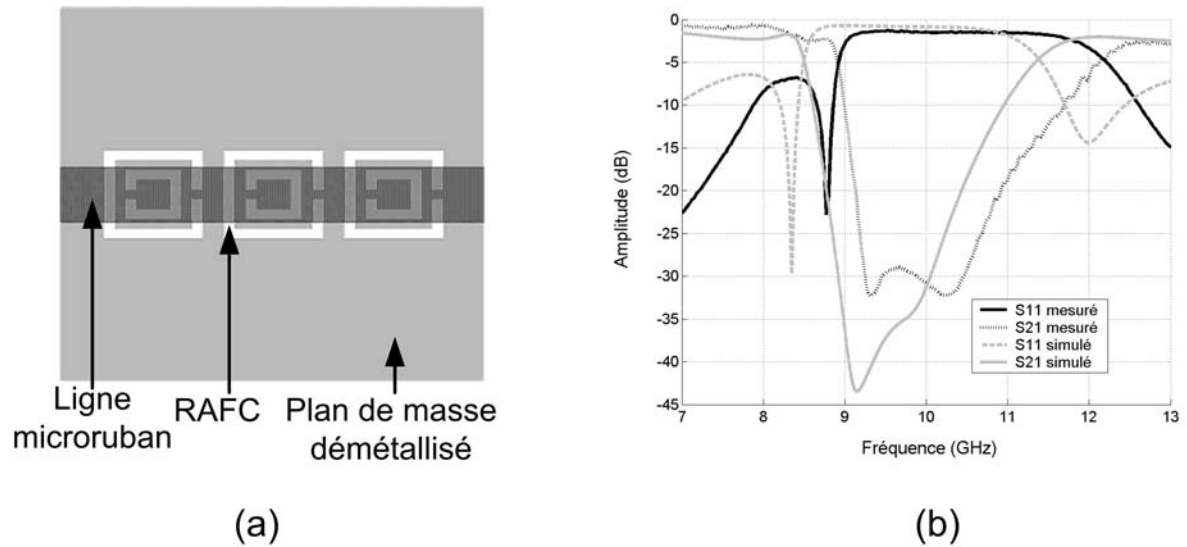 Ligne
microruban
RAFC
Plan de masse
démétallisé
(a)
Amplitude (dB)
0
-5
-10
-15
-20
-25
-30
-35
-40
-45
7
8
9
10
11
12
13
Fréquence (GHz)
S11 mesuré
S21 mesuré
S11 simulé
S21 simulé
(b)